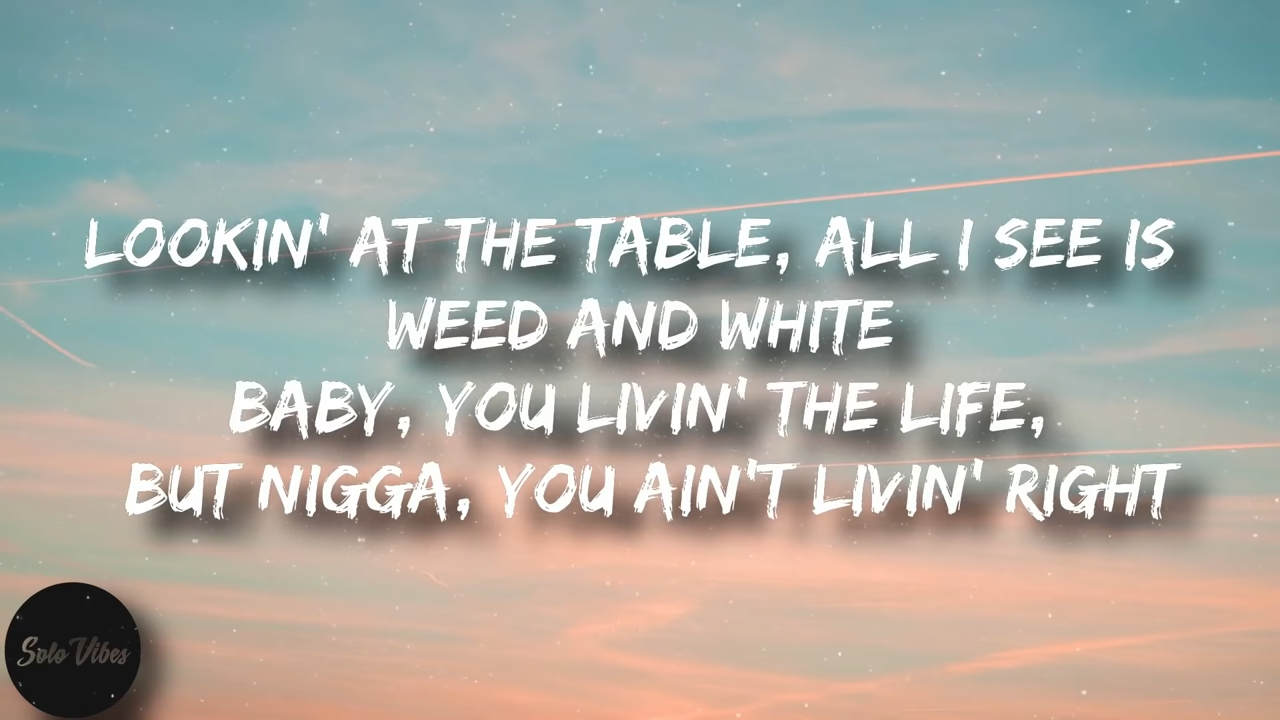 LOOKIN' AT THE TABLE, ALL I SEE IS
WEED AND WHITE
BABY, YOU LIVIN' THE LIFE,
BUT NIGGA, YOU AIN'T LIVIN' RIGHT
Solo Vibes